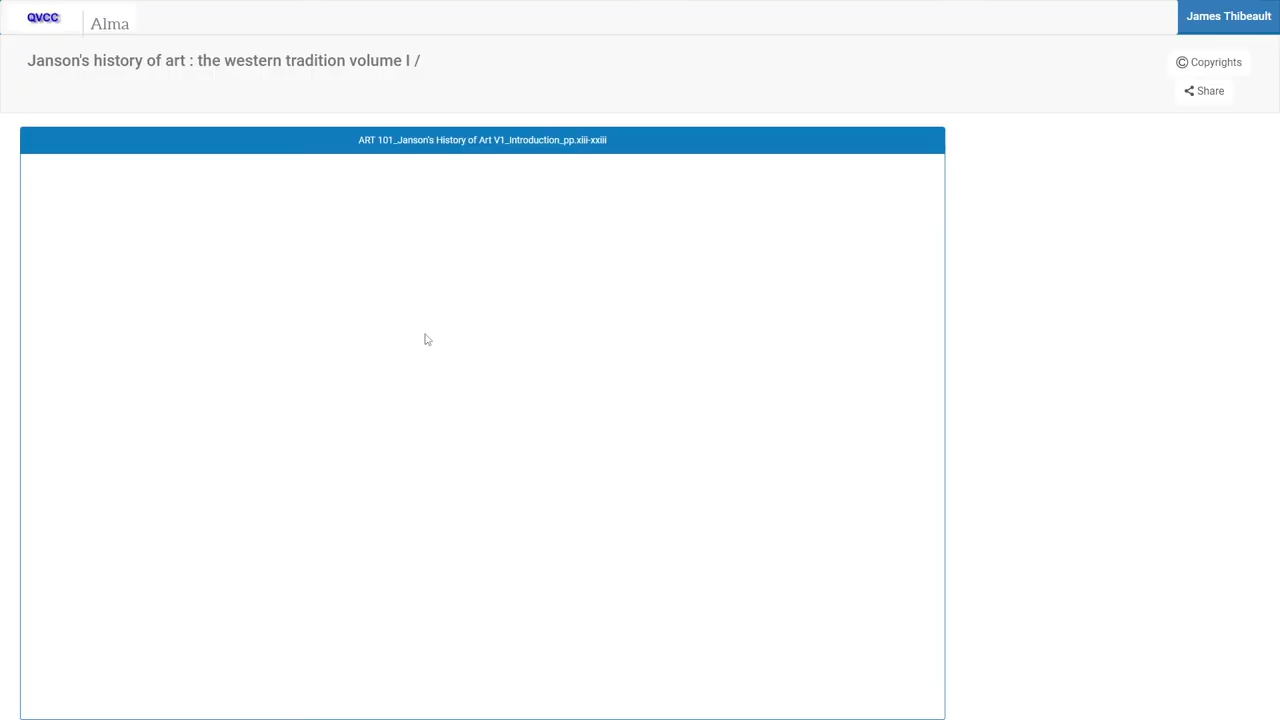 QVCC
Alma
James Thibeault
Janson's history of art : the western tradition volume I /
Copyrights
Share
ART 101_Janson's History of Art V1_Introduction_pp.xiii-xxiii